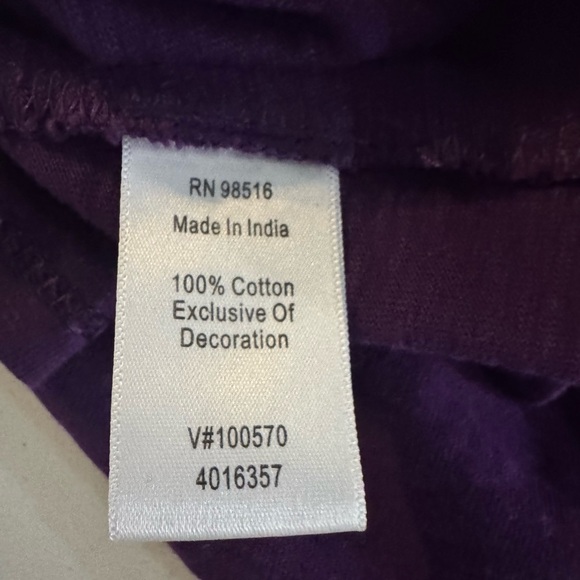 RN 98516
Made In India
100% Cotton
Exclusive Of
Decoration
V#100570
4016357